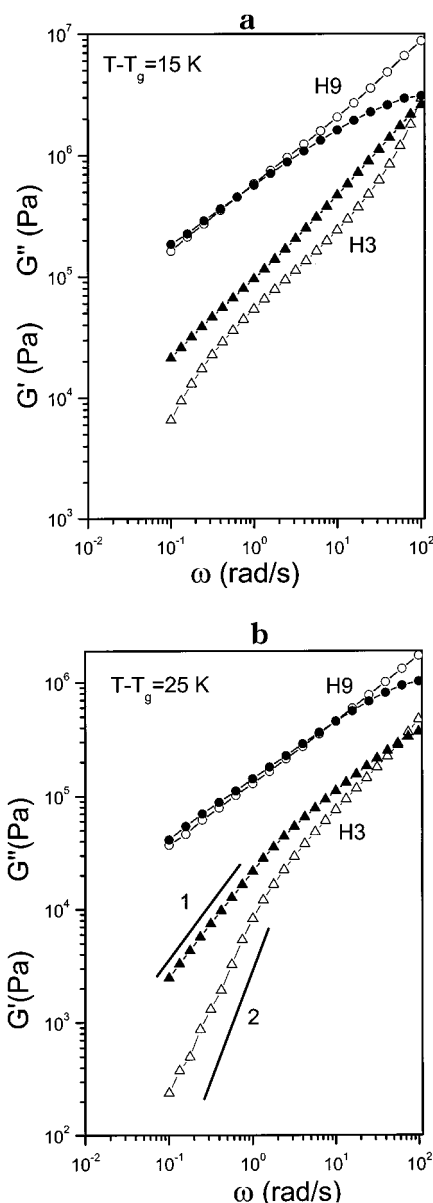 a
T-Tg=15 K
H9
H3
G' (Pa) G'' (Pa)
10^7
10^6
10^5
10^4
10^3
10^-2 10^-1 10^0 10^1 10^2
ω (rad/s)
b
T-Tg=25 K
H9
H3
1
2
G'(Pa) G''(Pa)
10^6
10^5
10^4
10^3
10^2
10^-2 10^-1 10^0 10^1 10^2
ω (rad/s)